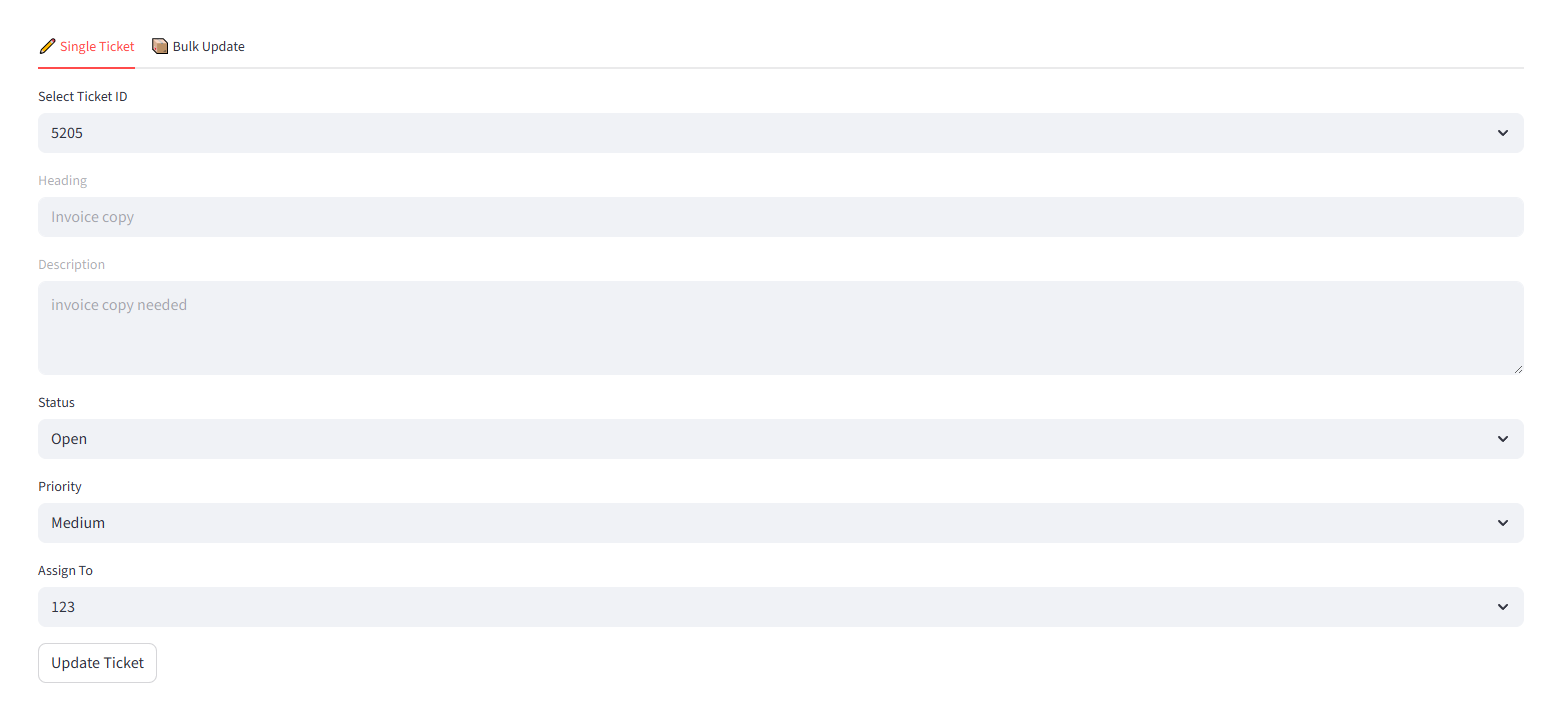 Single Ticket Bulk Update
Select Ticket ID
5205
Heading
Invoice copy
Description
invoice copy needed
Status
Open
Priority
Medium
Assign To
123
Update Ticket